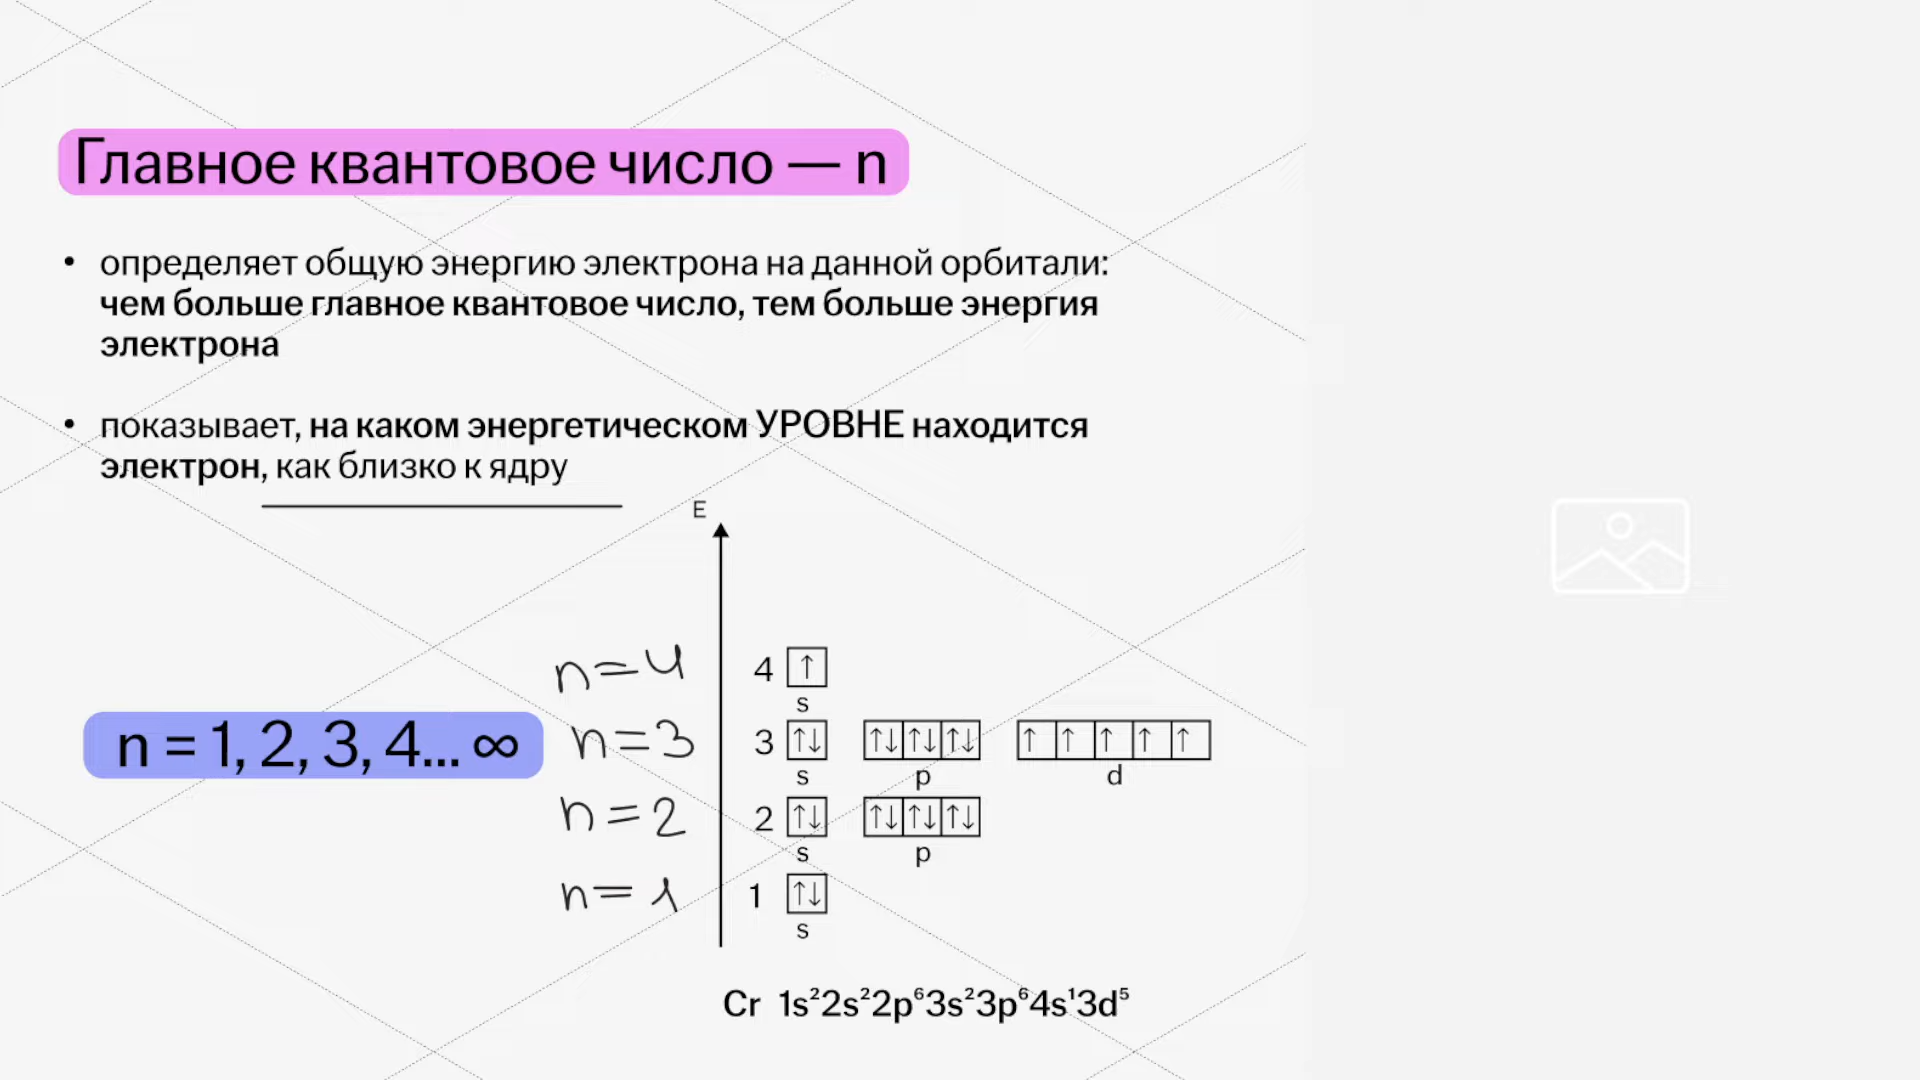 Главное квантовое число — n
• определяет общую энергию электрона на данной орбитали:
чем больше главное квантовое число, тем больше энергия
электрона
• показывает, на каком энергетическом УРОВНЕ находится
электрон, как близко к ядру
E
n=4 4 ↑
s
n = 1, 2, 3, 4... ∞ n=3 3 ↑↓ ↑↓ ↑↓ ↑↓ ↑ ↑ ↑ ↑ ↑
s p d
n=2 2 ↑↓ ↑↓ ↑↓ ↑↓
s p
n=1 1 ↑↓
s
Cr 1s²2s²2p⁶3s²3p⁶4s¹3d⁵